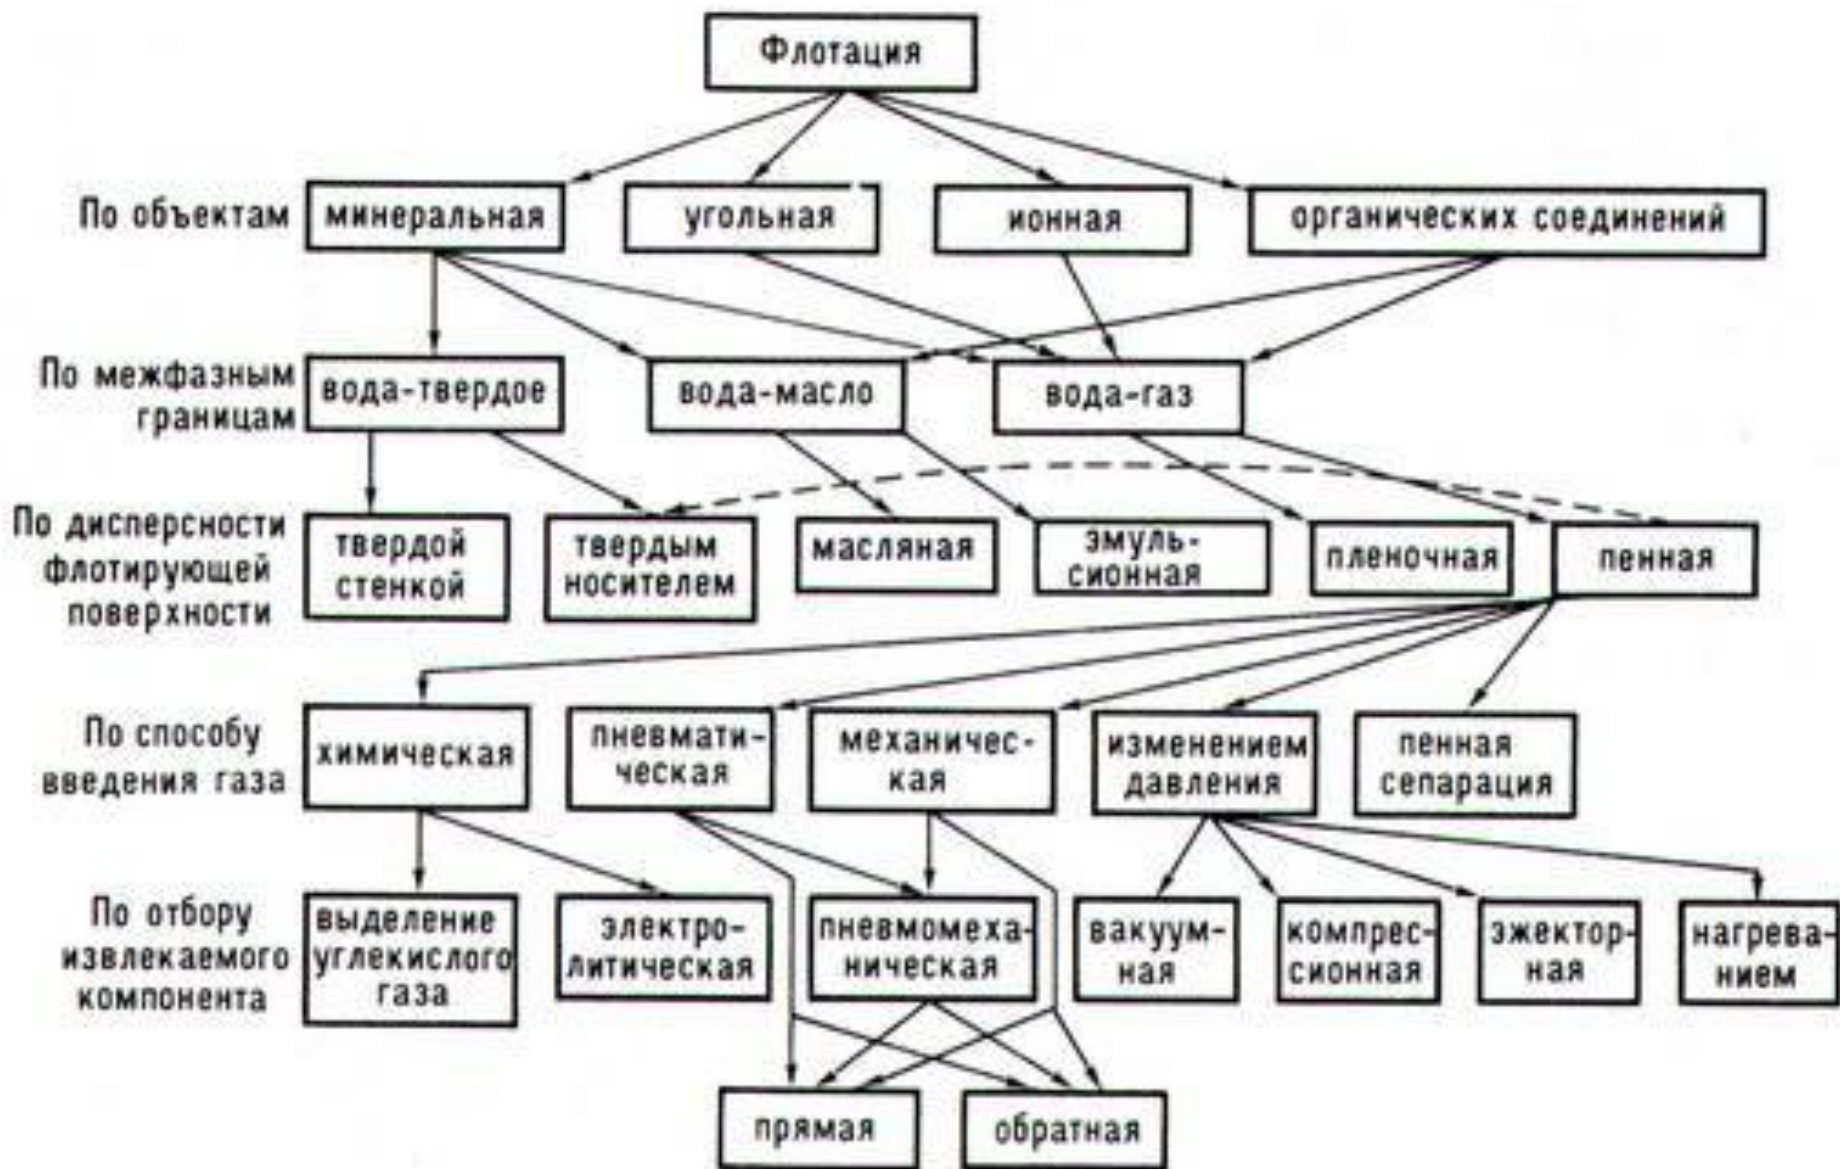 Флотация
По объектам
минеральная
угольная
ионная
органических соединений
По межфазным
границам
вода-твердое
вода-масло
вода-газ
По дисперсности
флотирующей
поверхности
твердой
стенкой
твердым
носителем
масляная
эмуль-
сионная
пленочная
пенная
По способу
введения газа
химическая
пневмати-
ческая
механичес-
кая
изменением
давления
пенная
сепарация
По отбору
извлекаемого
компонента
выделение
углекислого
газа
электро-
литическая
пневмомеха-
ническая
вакуум-
ная
компрес-
сионная
эжектор-
ная
нагрева-
нием
прямая
обратная